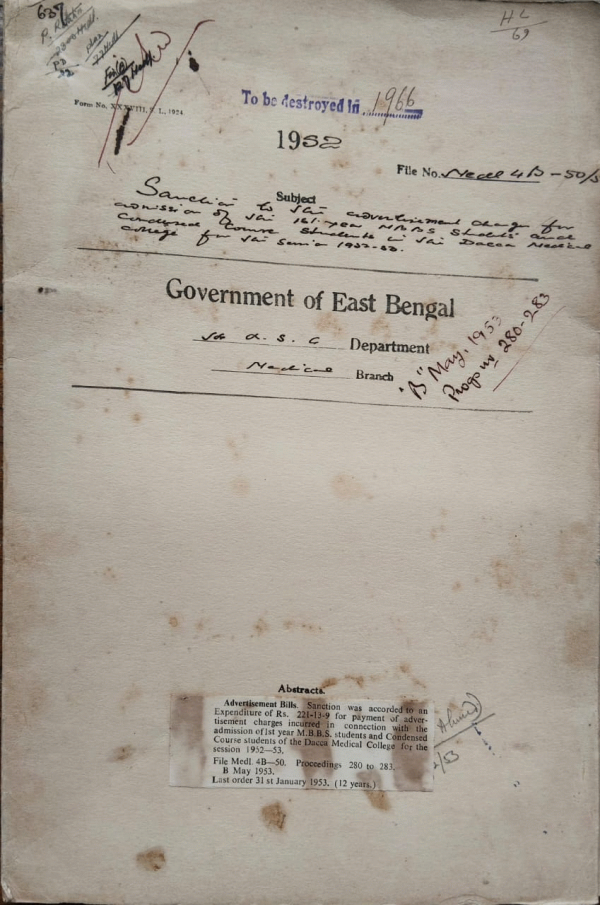 637
HL
69
To be destroyed in 1966
Form No. XXXVIII, 1924
1952
File No. Medl 4B-50/5
Subject
Sanction to the advertisement charge for
admission of the 1st year MBBS Students and
Condensed Course Students in the Dacca Medical
College for the Session 1952-53.
Government of East Bengal
Department
Medical Branch
"B" May, 1953
Progs 280-283
Abstracts.
Advertisement Bills. Sanction was accorded to an
Expenditure of Rs. 221-13-9 for payment of adver-
tisement charges incurred in connection with the
admission of 1st year M.B.B.S. students and Condensed
Course students of the Dacca Medical College for the
session 1952—53.
File Medl. 4B—50. Proceedings 280 to 283.
B May 1953.
Last order 31st January 1953. (12 years.)
Ahmed
/53